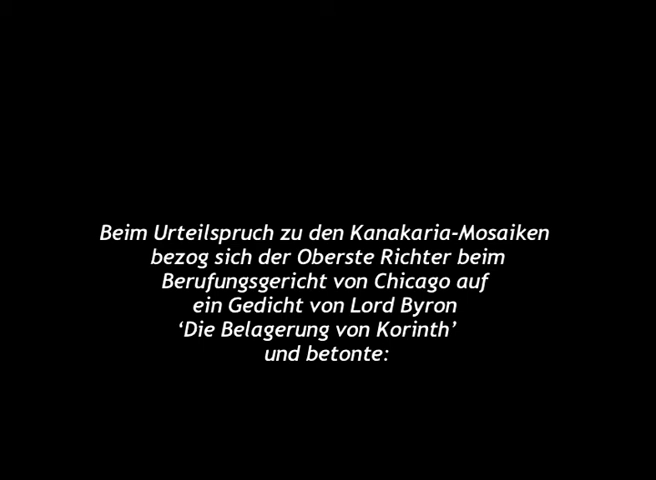 Beim Urteilspruch zu den Kanakaria-Mosaiken
bezog sich der Oberste Richter beim
Berufungsgericht von Chicago auf
ein Gedicht von Lord Byron
‘Die Belagerung von Korinth’
und betonte: